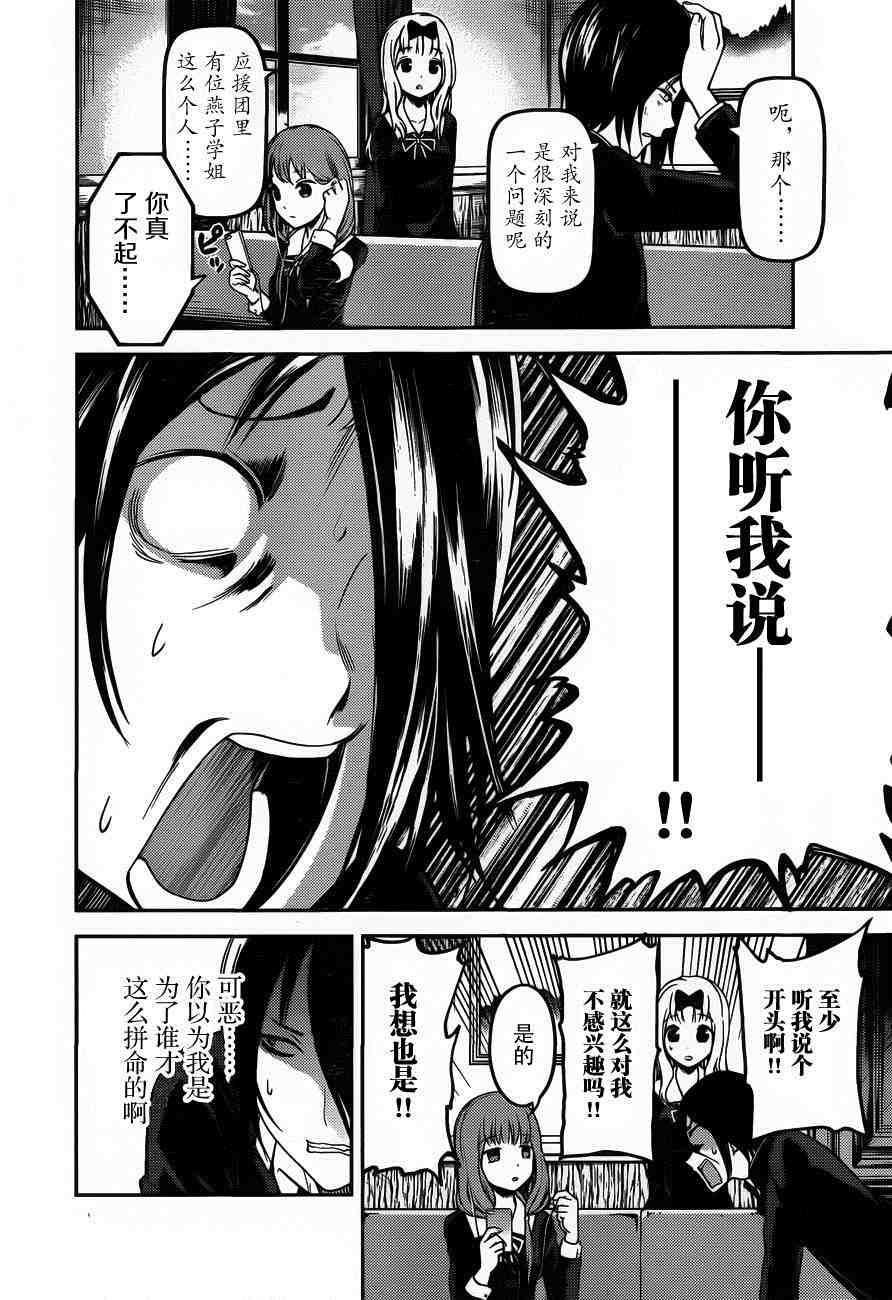 呃，
那个……
对我来说
是很深刻的
一个问题呢
应援团里
有位燕子学姐
这么个人……
ピッ
你真
了不起……
你听我说——
——!!
至少
听我说个
开头啊!!
就这么对我
不感兴趣吗!!
是的
我想也是!!
可恶……
你以为我是
为了谁才
这么拼命的啊